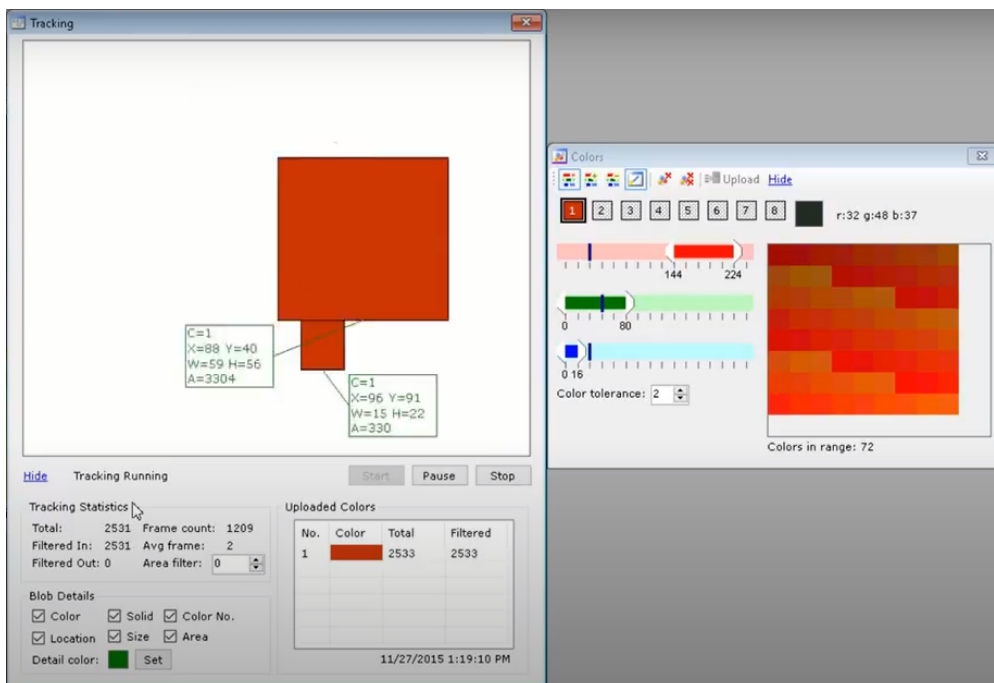 Tracking
C=1
X=88 Y=40
W=59 H=56
A=3304
C=1
X=96 Y=91
W=15 H=22
A=330
Hide Tracking Running Start Pause Stop
Tracking Statistics
Total: 2531 Frame count: 1209
Filtered In: 2531 Avg frame: 2
Filtered Out: 0 Area filter: 0
Blob Details
Color Solid Color No.
Location Size Area
Detail color: Set
Uploaded Colors
No. Color Total Filtered
1 2533 2533
11/27/2015 1:19:10 PM
Colors
Upload Hide
1 2 3 4 5 6 7 8 r:32 g:48 b:37
144 224
0 80
0 16
Color tolerance: 2
Colors in range: 72